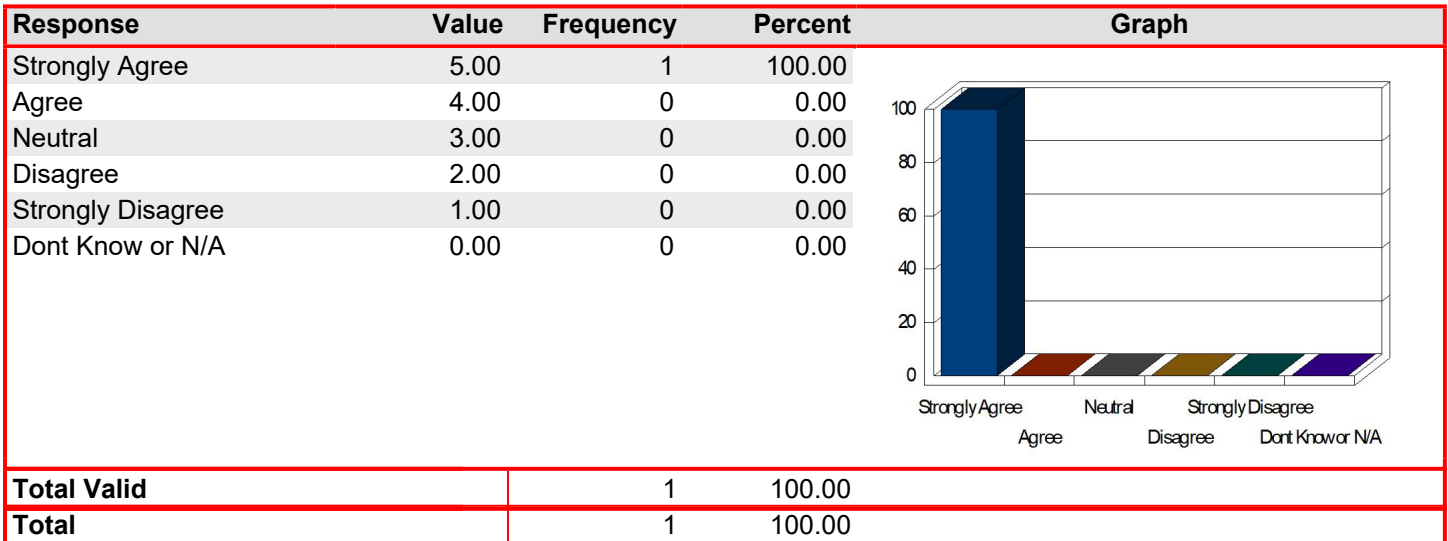 Response Value Frequency Percent Graph
Strongly Agree 5.00 1 100.00
Agree 4.00 0 0.00
Neutral 3.00 0 0.00
Disagree 2.00 0 0.00
Strongly Disagree 1.00 0 0.00
Dont Know or N/A 0.00 0 0.00
100
80
60
40
20
0
Strongly Agree Neutral Strongly Disagree
Agree Disagree Dont Know or N/A
Total Valid 1 100.00
Total 1 100.00